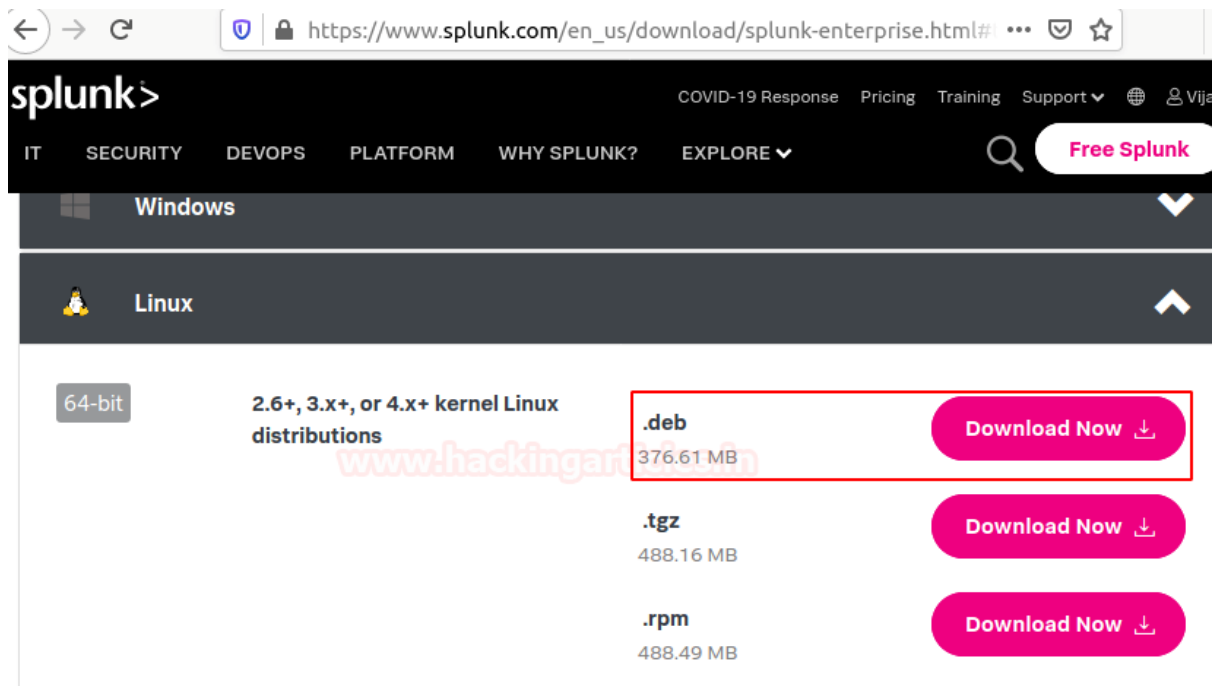 https://www.splunk.com/en_us/download/splunk-enterprise.html#
splunk>
COVID-19 Response Pricing Training Support Vija
IT SECURITY DEVOPS PLATFORM WHY SPLUNK? EXPLORE Free Splunk
Windows
Linux
64-bit 2.6+, 3.x+, or 4.x+ kernel Linux
distributions
.deb Download Now
376.61 MB
www.hackingarticles.in
.tgz Download Now
488.16 MB
.rpm Download Now
488.49 MB